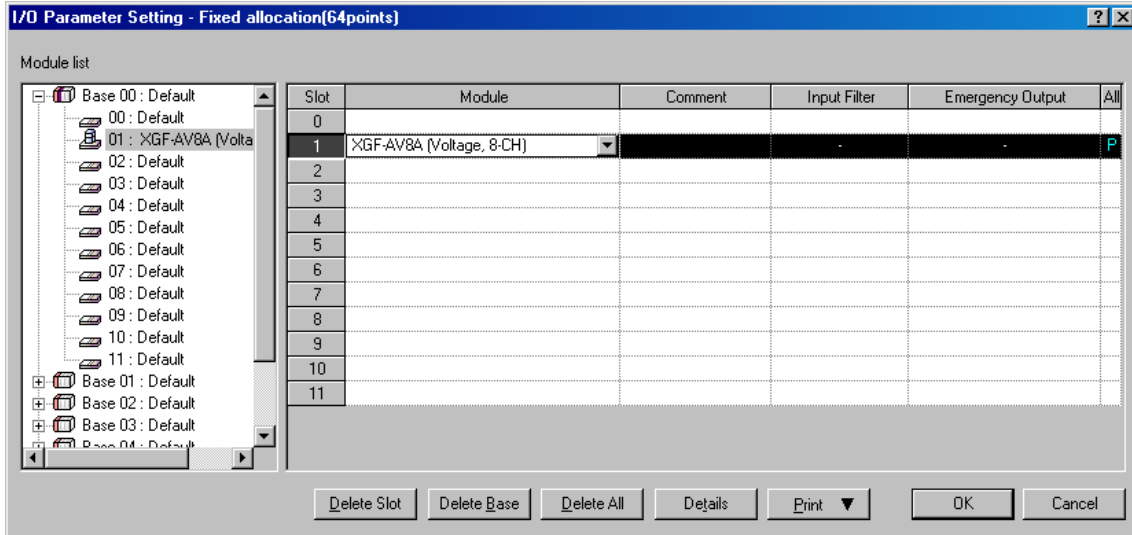 I/O Parameter Setting - Fixed allocation(64points)
Module list
Base 00 : Default
00 : Default
01 : XGF-AV8A (Volta
02 : Default
03 : Default
04 : Default
05 : Default
06 : Default
07 : Default
08 : Default
09 : Default
10 : Default
11 : Default
Base 01 : Default
Base 02 : Default
Base 03 : Default
Base 04 : Default
Slot Module Comment Input Filter Emergency Output All
0
1 XGF-AV8A (Voltage, 8-CH) - - P
2
3
4
5
6
7
8
9
10
11
Delete Slot Delete Base Delete All Details Print ▼ OK Cancel